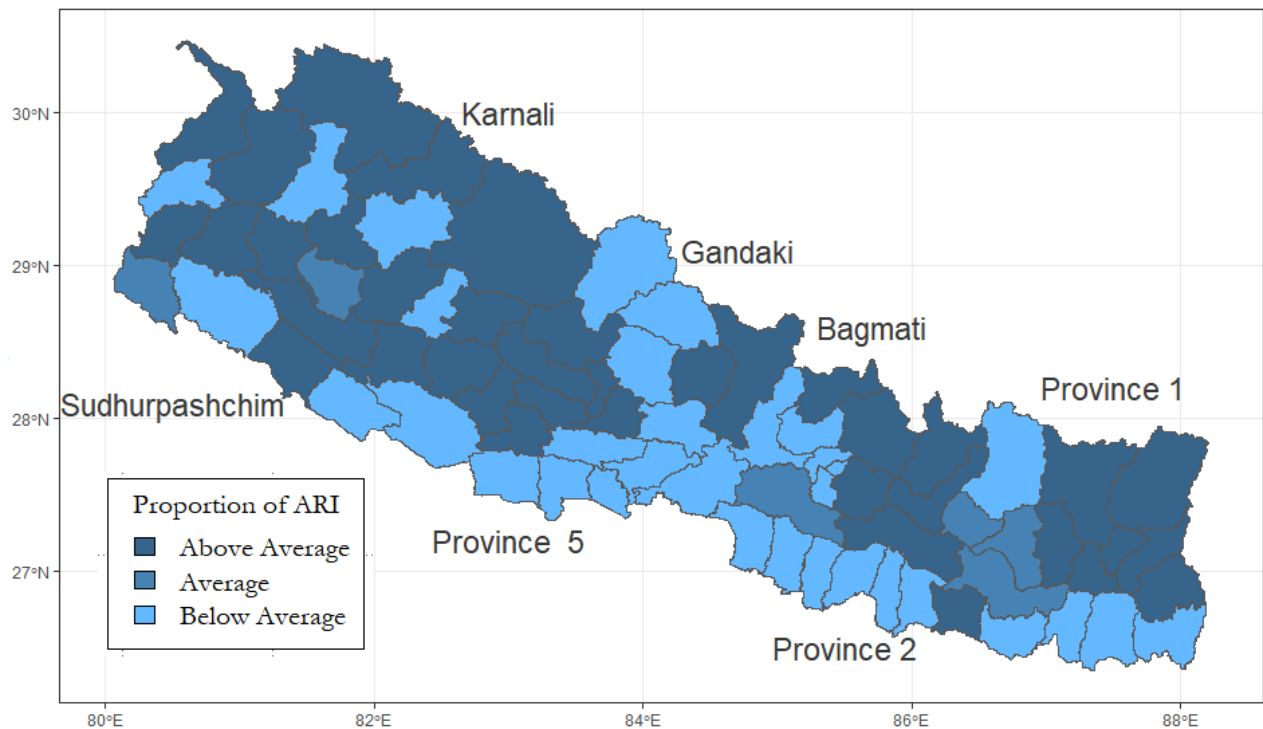 30°N
Karnali
29°N
Gandaki
Bagmati
Province 1
28°N
Sudhurpashchim
Proportion of ARI
Above Average
Average
Below Average
Province 5
27°N
Province 2
80°E
82°E
84°E
86°E
88°E